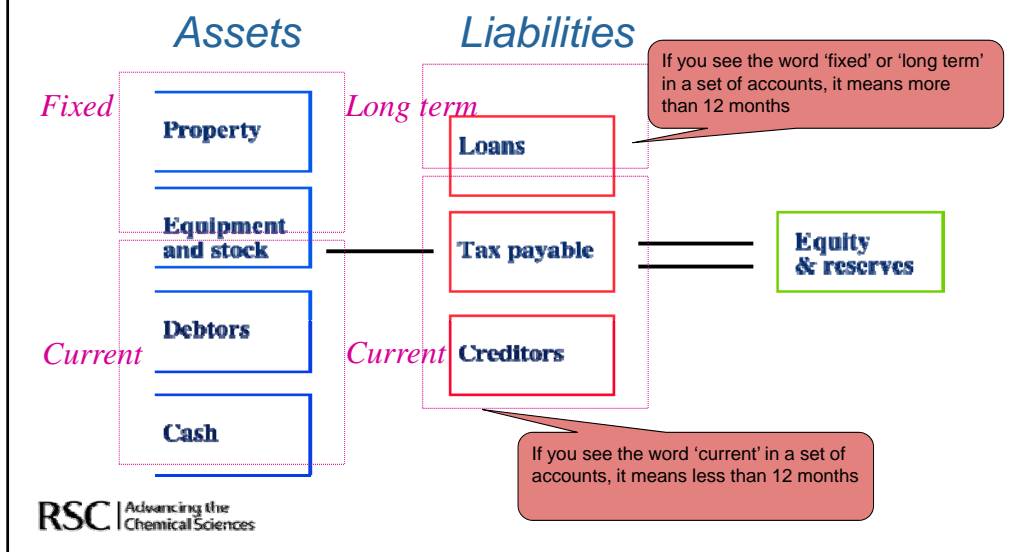 Assets
Liabilities
If you see the word ‘fixed’ or ‘long term’
in a set of accounts, it means more
than 12 months
Fixed
Long term
Property
Loans
Equipment
and stock
Tax payable
Equity
& reserves
Debtors
Current
Current
Creditors
Cash
If you see the word ‘current’ in a set of
accounts, it means less than 12 months
RSC
Advancing the
Chemical Sciences